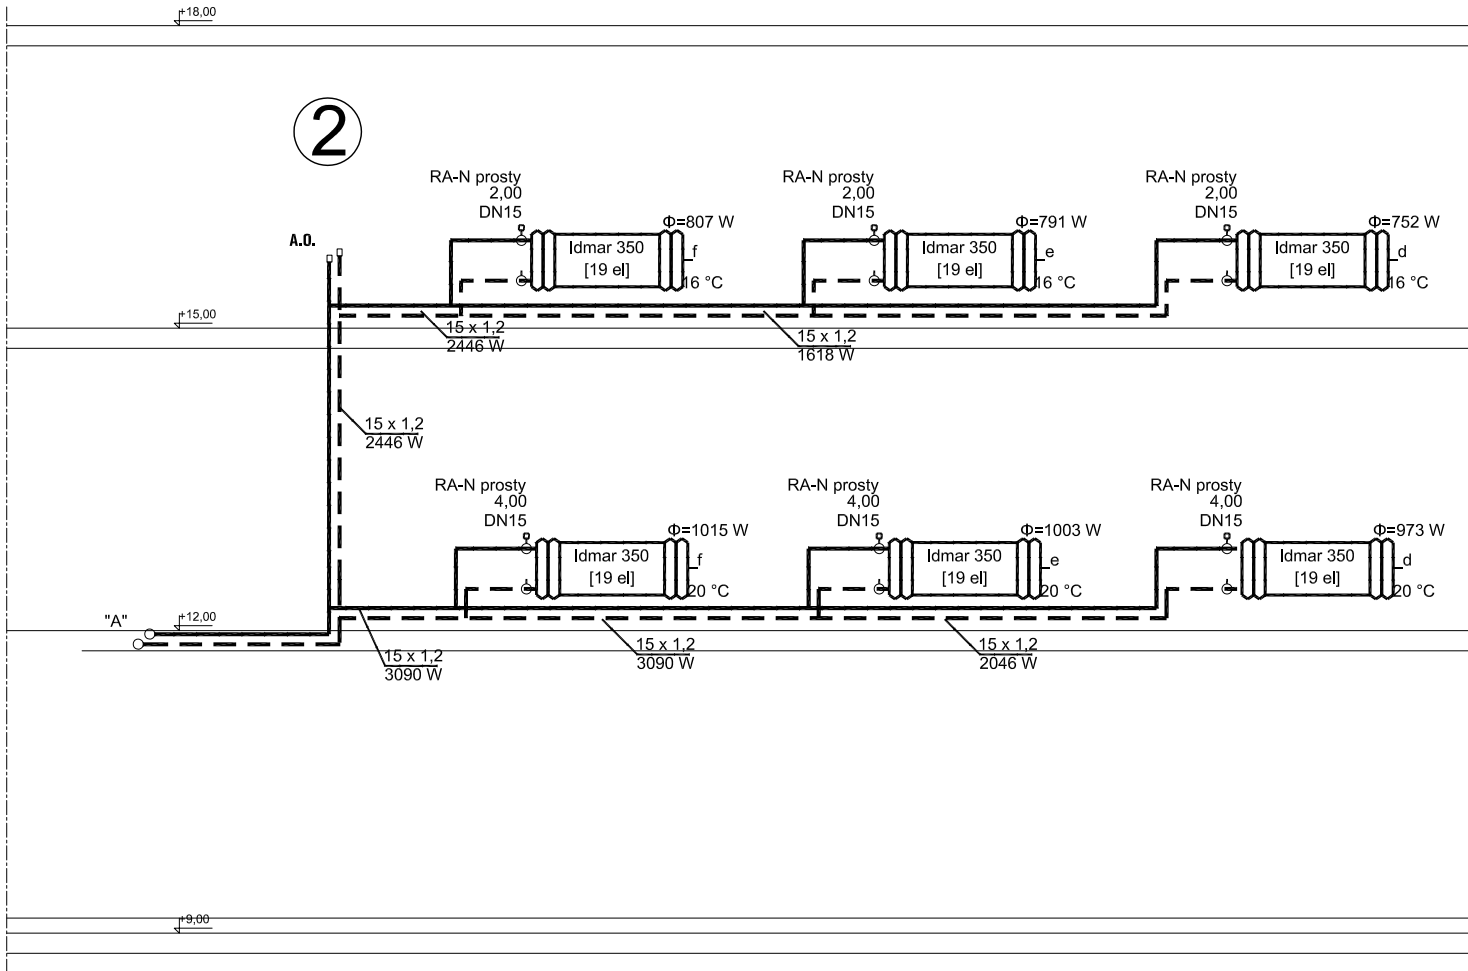 +18,00
2
RA-N prosty
2,00
DN15
Φ=807 W
Idmar 350
[19 el]
f
16 °C
RA-N prosty
2,00
DN15
Φ=791 W
Idmar 350
[19 el]
e
16 °C
RA-N prosty
2,00
DN15
Φ=752 W
Idmar 350
[19 el]
d
16 °C
A.O.
+15,00
15 x 1,2
2446 W
15 x 1,2
1618 W
15 x 1,2
2446 W
RA-N prosty
4,00
DN15
Φ=1015 W
Idmar 350
[19 el]
f
20 °C
RA-N prosty
4,00
DN15
Φ=1003 W
Idmar 350
[19 el]
e
20 °C
RA-N prosty
4,00
DN15
Φ=973 W
Idmar 350
[19 el]
d
20 °C
"A"
+12,00
15 x 1,2
3090 W
15 x 1,2
3090 W
15 x 1,2
2046 W
+9,00